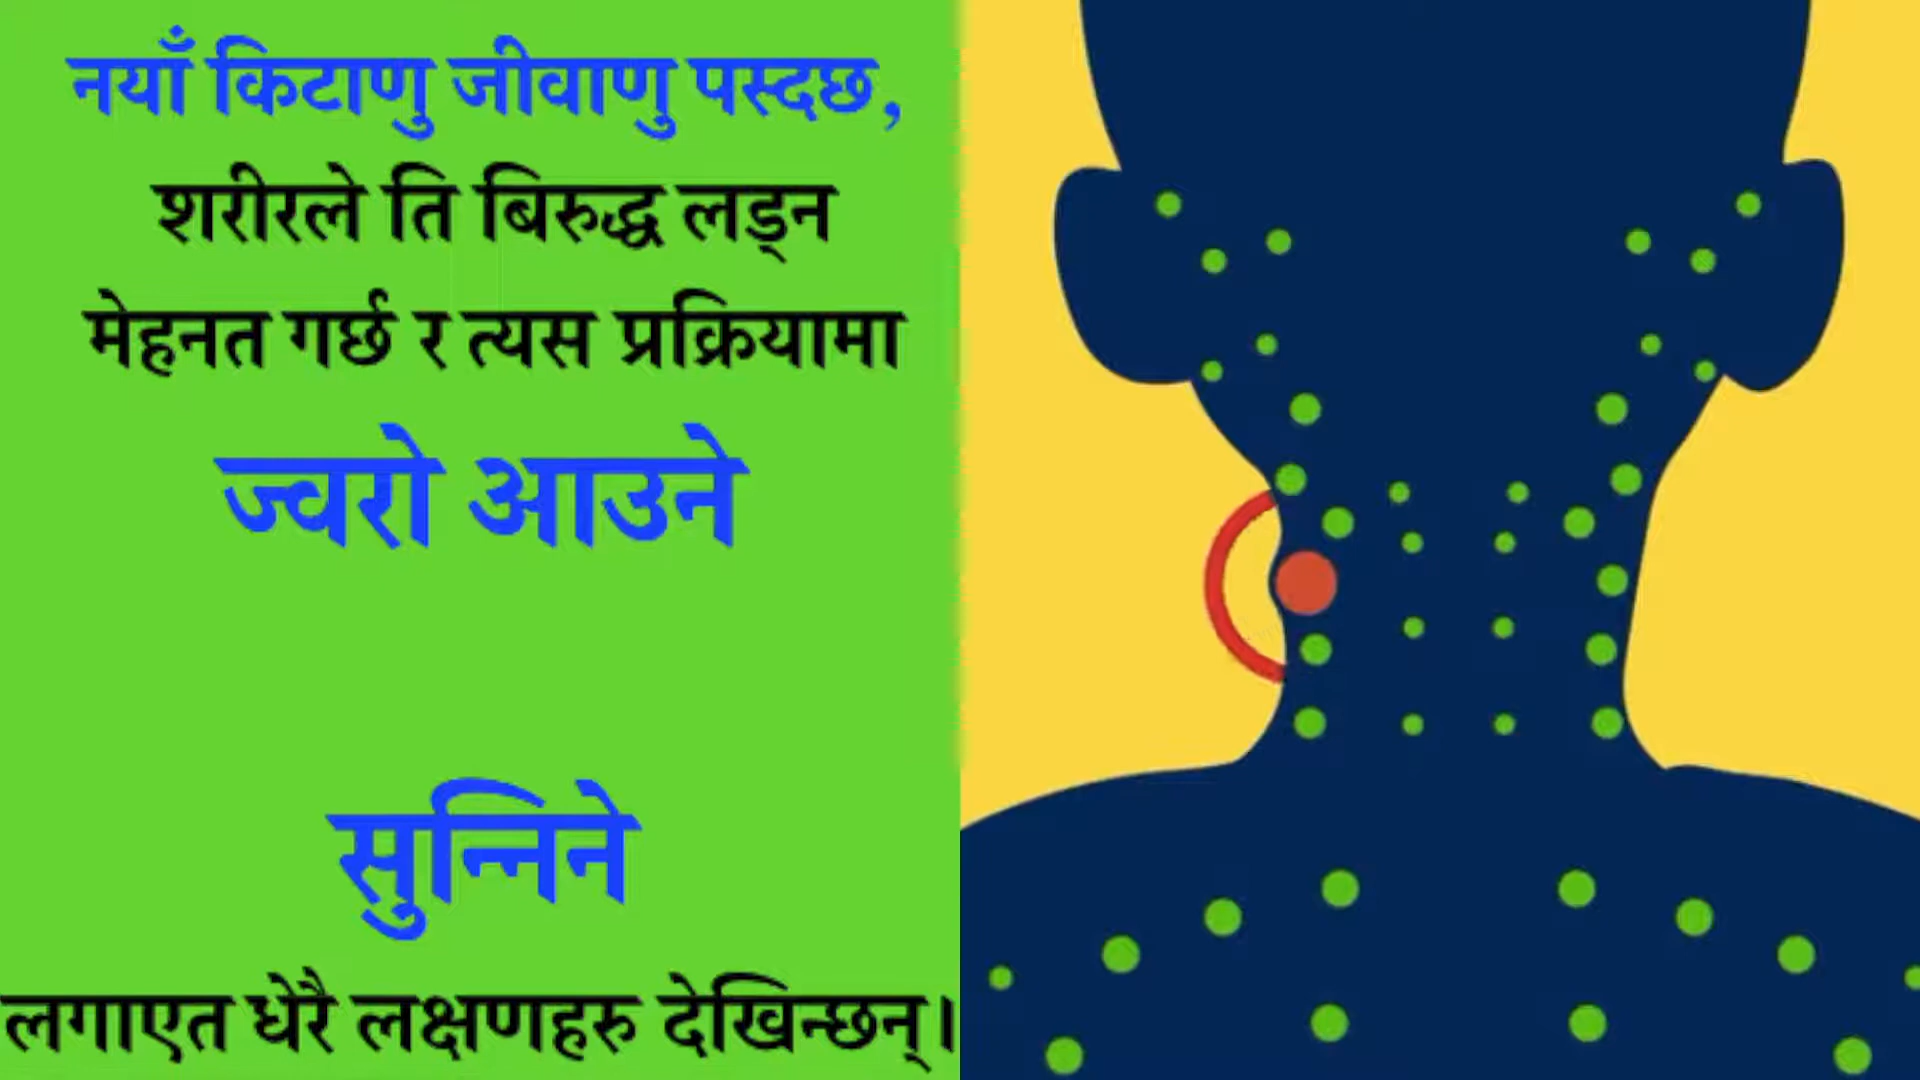 नयाँ किटाणु जीवाणु पस्दछ,
शरीरले ति बिरुद्ध लड्न
मेहनत गर्छ र त्यस प्रक्रियामा
ज्वरो आउने
सुन्निने
लगाएत धेरै लक्षणहरु देखिन्छन्।